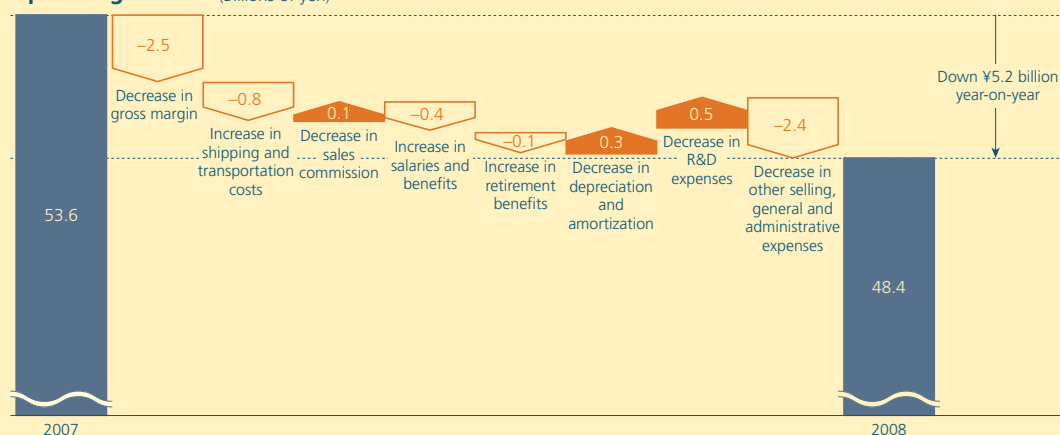 –2.5
Decrease in
gross margin
–0.8
Increase in
shipping and
transportation
costs
0.1
Decrease in
sales
commission
–0.4
Increase in
salaries and
benefits
–0.1
Increase in
retirement
benefits
0.3
Decrease in
depreciation
and
amortization
0.5
Decrease in
R&D
expenses
–2.4
Decrease in
other selling,
general and
administrative
expenses
Down ¥5.2 billion
year-on-year
53.6
48.4
2007
2008